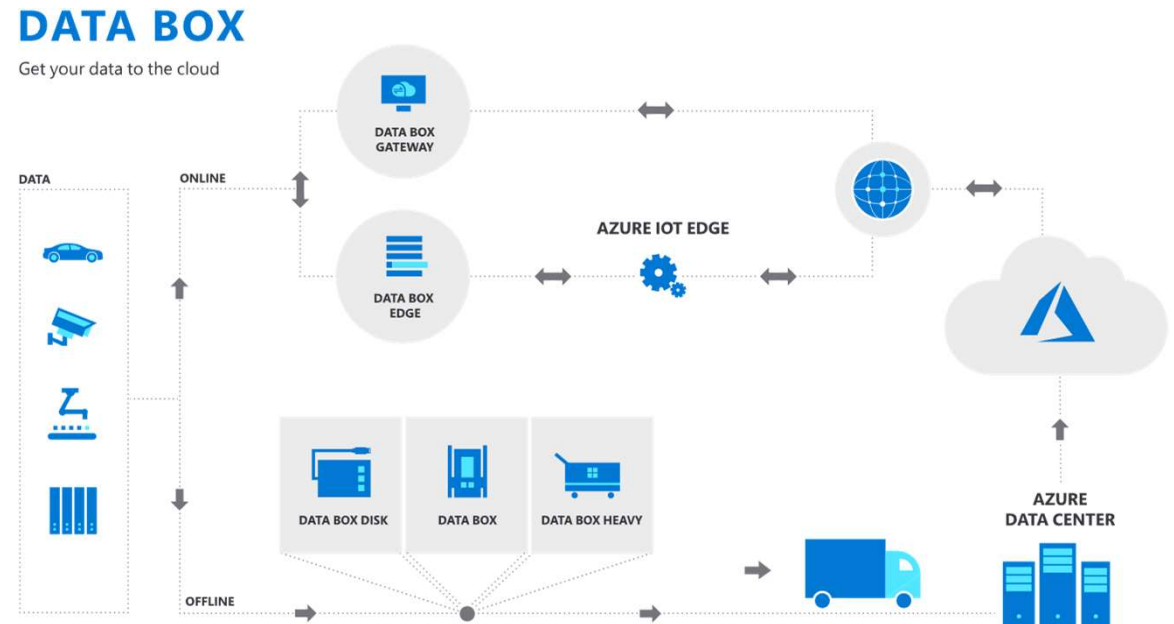 DATA BOX
Get your data to the cloud
DATA BOX
GATEWAY
DATA
ONLINE
AZURE IOT EDGE
DATA BOX
EDGE
DATA BOX DISK
DATA BOX
DATA BOX HEAVY
AZURE
DATA CENTER
OFFLINE